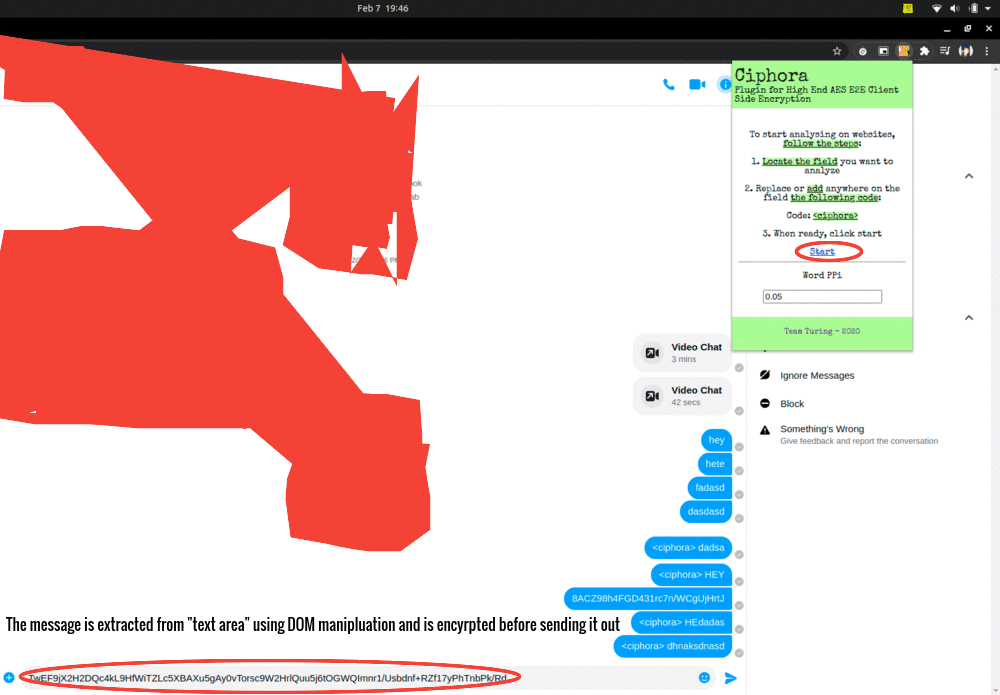 Feb 7 19:46
Ciphora
Plugin for High End AES E2E Client
Side Encryption
To start analysing on websites,
follow the steps:
1. Locate the field you want to
analyze
2. Replace or add anywhere on the
field the following code:
Code: <ciphora>
3. When ready, click start
Start
Word PPi
0.05
Team Turing - 2020
Video Chat
3 mins
Video Chat
42 secs
Ignore Messages
Block
Something's Wrong
Give feedback and report the conversation
hey
hete
fadasd
dasdasd
<ciphora> dadsa
<ciphora> HEY
8ACZ98h4FGD431rc7n/WCgUjHrtJ
<ciphora> HEdadas
<ciphora> dhnaksdnasd
The message is extracted from "text area" using DOM manipluation and is encyrpted before sending it out
TwEF9jX2H2DQc4kL9HfWiTZLc5XBAXu5gAy0vTorsc9W2HrlQuu5j6tOGWQImnr1/Usbdnf+RZf17yPhTnbPk/Rd